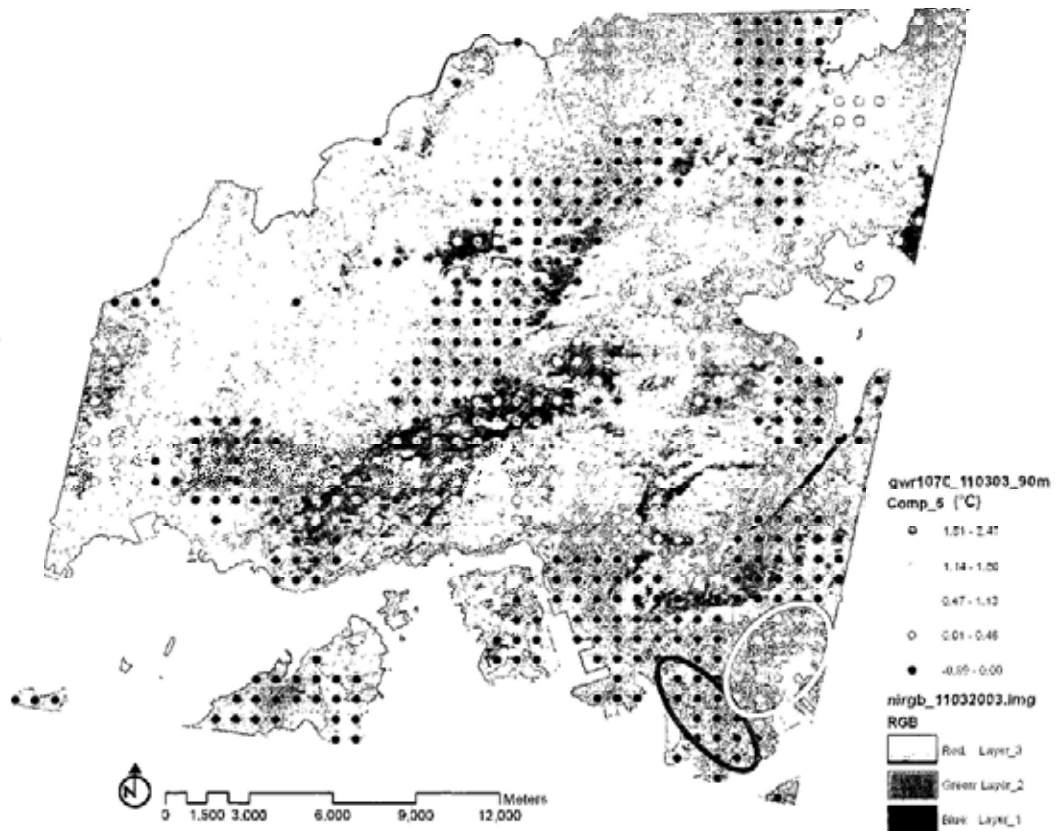 gwr107C_110303_90m
Comp_5 (°C)
1.51 - 2.47
1.14 - 1.50
0.47 - 1.13
0.01 - 0.46
-0.89 - 0.00
nirgb_11032003.img
RGB
Red: Layer_3
Green: Layer_2
Blue: Layer_1
N
Meters
0 1.500 3.000 6.000 9,000 12,000